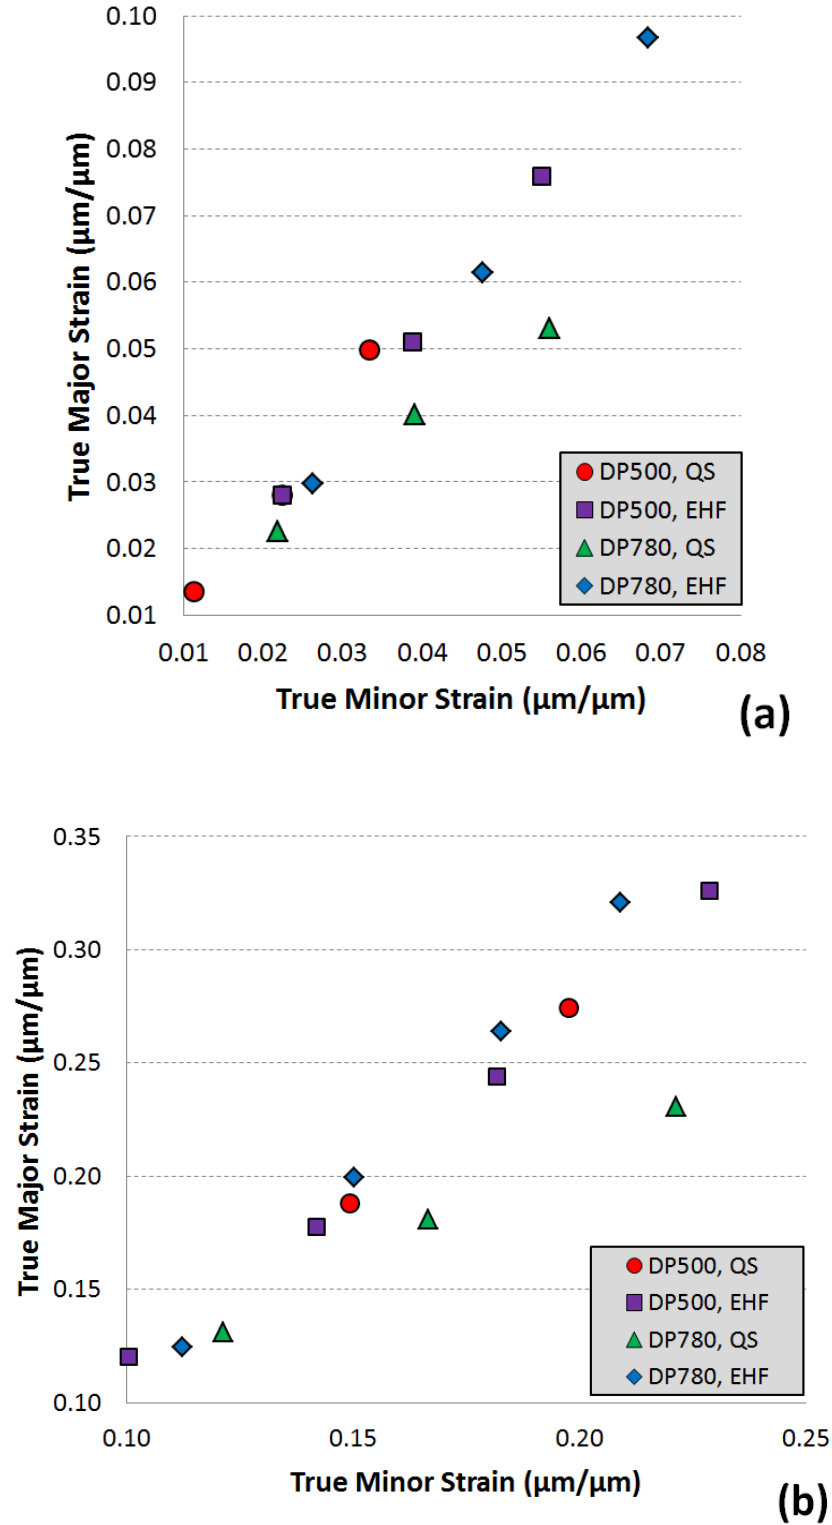 0.10
0.09
0.08
0.07
0.06
0.05
0.04
0.03
0.02
0.01
True Major Strain (µm/µm)
DP500, QS
DP500, EHF
DP780, QS
DP780, EHF
0.01 0.02 0.03 0.04 0.05 0.06 0.07 0.08
True Minor Strain (µm/µm)
(a)
0.35
0.30
0.25
0.20
0.15
0.10
True Major Strain (µm/µm)
DP500, QS
DP500, EHF
DP780, QS
DP780, EHF
0.10 0.15 0.20 0.25
True Minor Strain (µm/µm)
(b)